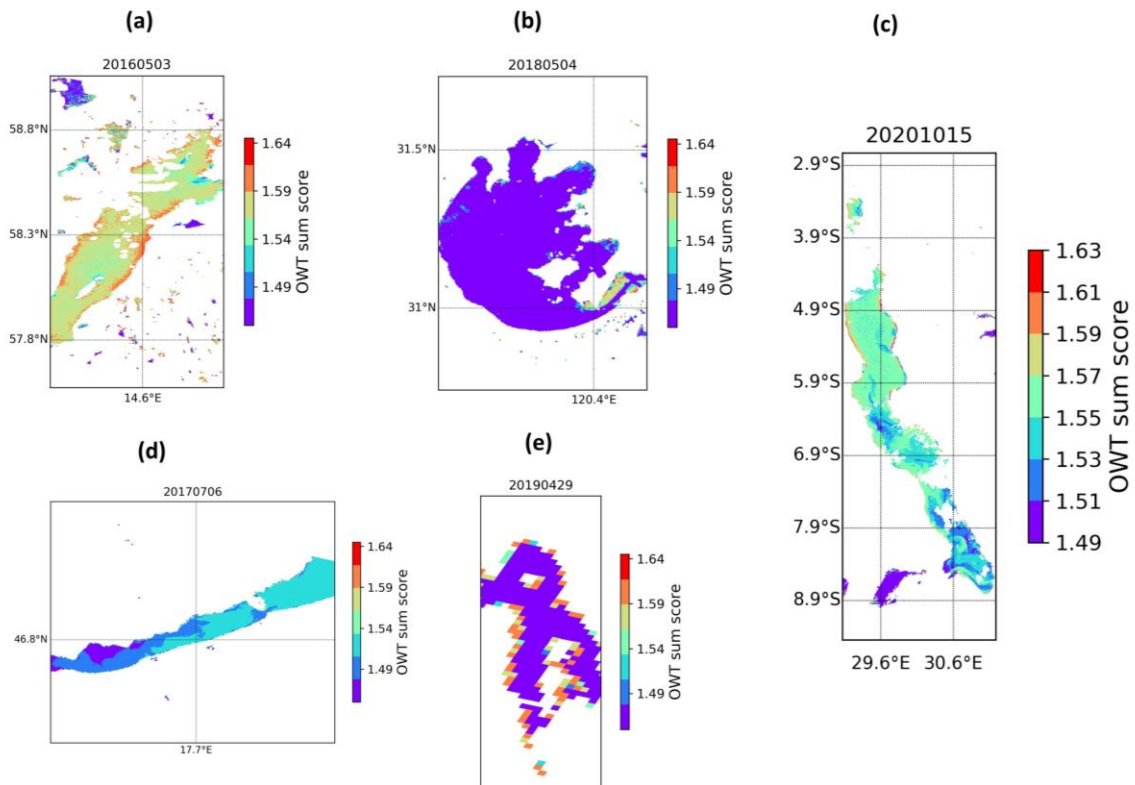 (a)
20160503
58.8°N
58.3°N
57.8°N
14.6°E
1.64
1.59
1.54
1.49
OWT sum score
(b)
20180504
31.5°N
31°N
120.4°E
1.64
1.59
1.54
1.49
OWT sum score
(c)
20201015
2.9°S
3.9°S
4.9°S
5.9°S
6.9°S
7.9°S
8.9°S
29.6°E 30.6°E
1.63
1.61
1.59
1.57
1.55
1.53
1.51
1.49
OWT sum score
(d)
20170706
46.8°N
17.7°E
1.64
1.59
1.54
1.49
OWT sum score
(e)
20190429
1.64
1.59
1.54
1.49
OWT sum score